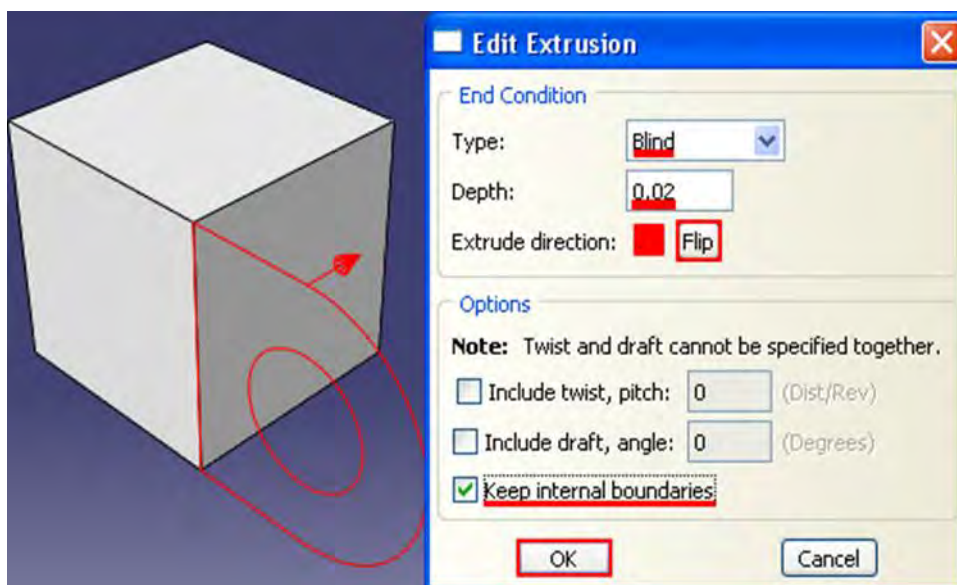 Edit Extrusion
End Condition
Type: Blind
Depth: 0.02
Extrude direction: Flip
Options
Note: Twist and draft cannot be specified together.
Include twist, pitch: 0 (Dist/Rev)
Include draft, angle: 0 (Degrees)
Keep internal boundaries
OK Cancel